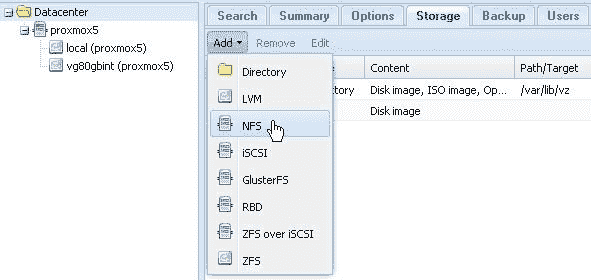 Datacenter
proxmox5
local (proxmox5)
vg80gbint (proxmox5)
Search Summary Options Storage Backup Users
Add Remove Edit
Content Path/Target
Directory
ctory Disk image, ISO image, Op... /var/lib/vz
LVM
Disk image
NFS
iSCSI
GlusterFS
RBD
ZFS over iSCSI
ZFS